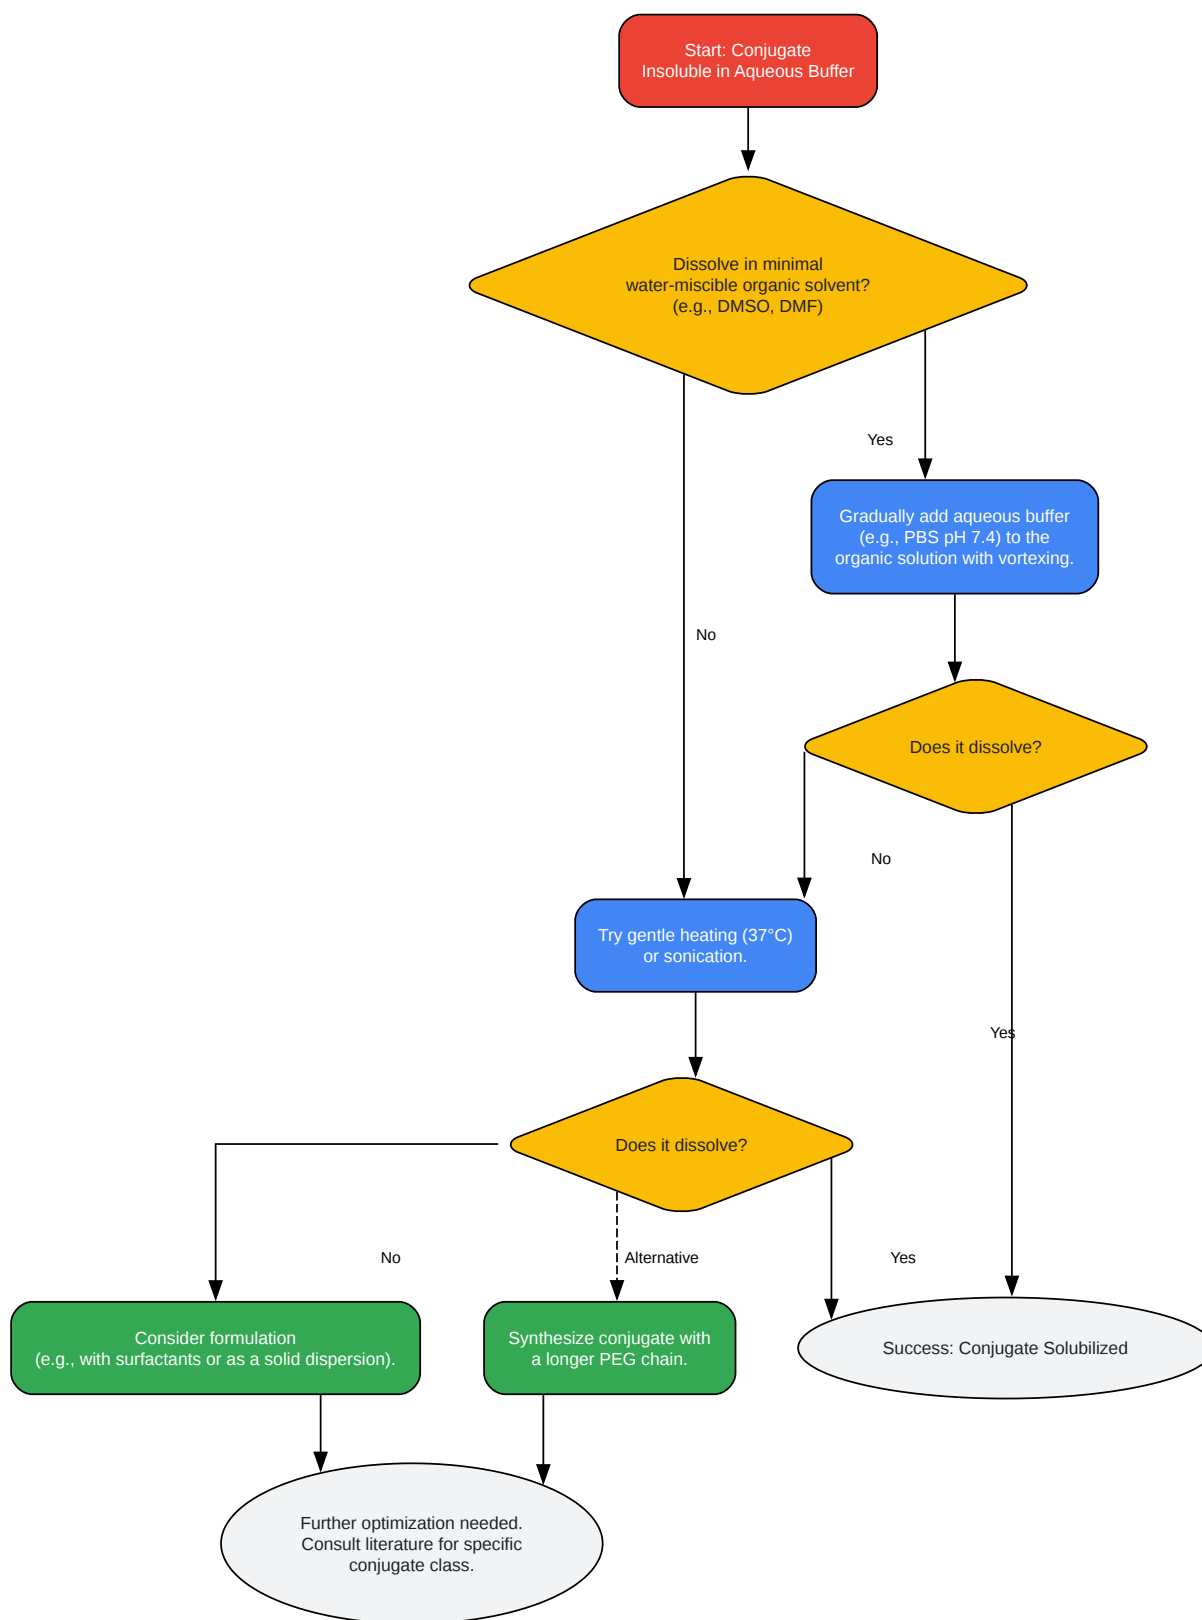 Start: Conjugate
Insoluble in Aqueous Buffer
Dissolve in minimal
water-miscible organic solvent?
(e.g., DMSO, DMF)
Yes
Gradually add aqueous buffer
(e.g., PBS pH 7.4) to the
organic solution with vortexing.
No
Does it dissolve?
No
Try gentle heating (37°C)
or sonication.
Yes
Does it dissolve?
No
Alternative
Yes
Consider formulation
(e.g., with surfactants or as a solid dispersion).
Synthesize conjugate with
a longer PEG chain.
Success: Conjugate Solubilized
Further optimization needed.
Consult literature for specific
conjugate class.